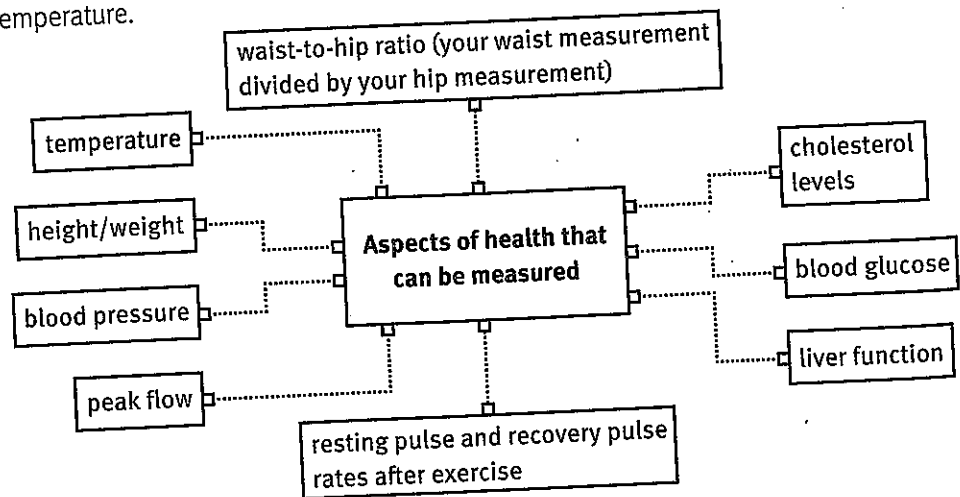 emperature.
waist-to-hip ratio (your waist measurement
divided by your hip measurement)
temperature
cholesterol
levels
height/weight
Aspects of health that
can be measured
blood glucose
blood pressure
liver function
peak flow
resting pulse and recovery pulse
rates after exercise